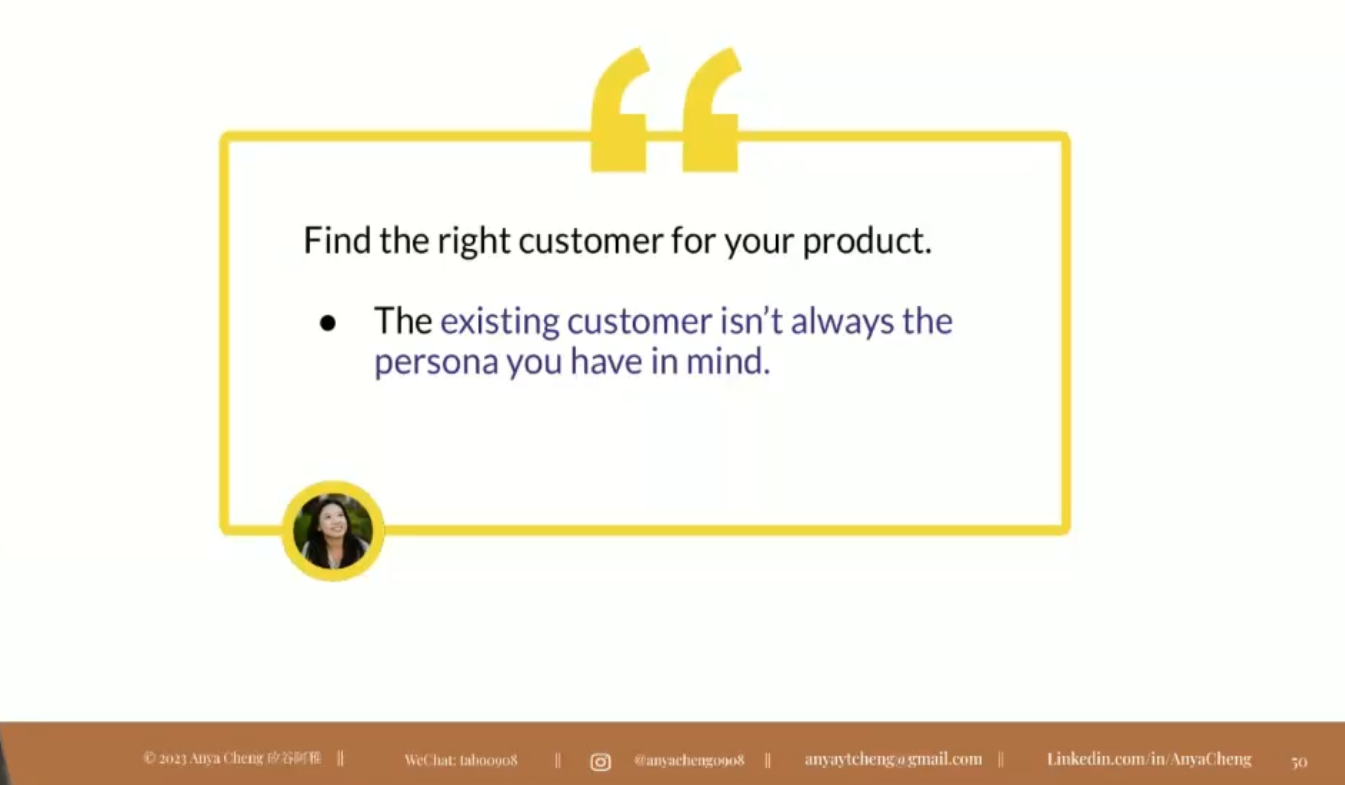 Find the right customer for your product.
● The existing customer isn't always the
persona you have in mind.
© 2023 Anya Cheng 矽谷阿雅 || WeChat: tab00908 || @anyacheng0908 || anyaytcheng@gmail.com || Linkedin.com/in/AnyaCheng 50